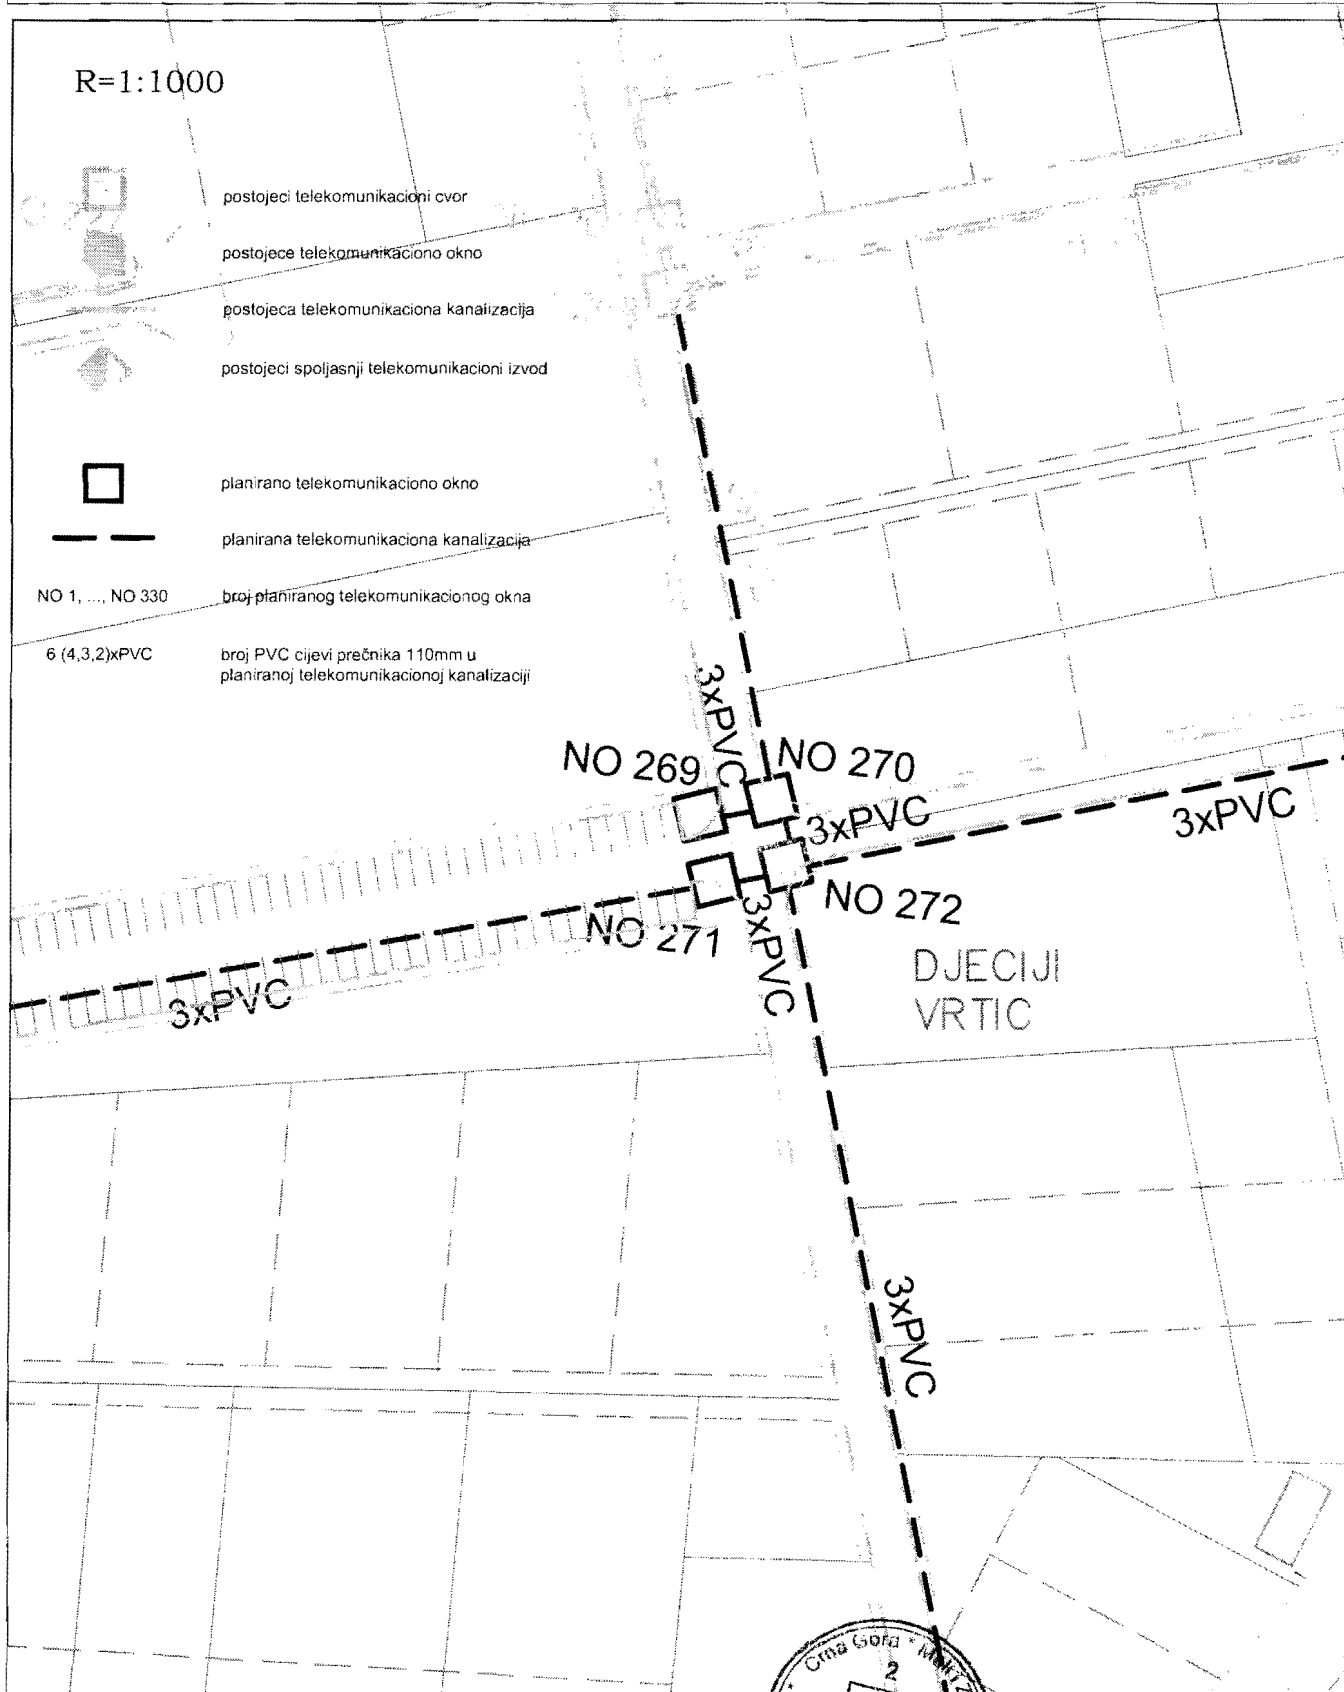 R=1:1000
postojeci telekomunikacioni cvor
postojece telekomunikaciono okno
postojeca telekomunikaciona kanalizacija
postojeci spoljasnji telekomunikacioni izvod
planirano telekomunikaciono okno
planirana telekomunikaciona kanalizacija
NO 1, ..., NO 330
broj planiranog telekomunikacionog okna
6 (4,3,2)xPVC
broj PVC cijevi prečnika 110mm u
planiranoj telekomunikacionoj kanalizaciji
3xPVC
NO 269
NO 270
3xPVC
3xPVC
NO 271
3xPVC
NO 272
3xPVC
DJECIJI
VRTIC
3xPVC
Crna Gora
2